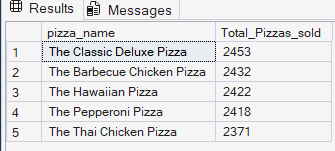 Results Messages
pizza_name Total_Pizzas_sold
1 The Classic Deluxe Pizza 2453
2 The Barbecue Chicken Pizza 2432
3 The Hawaiian Pizza 2422
4 The Pepperoni Pizza 2418
5 The Thai Chicken Pizza 2371